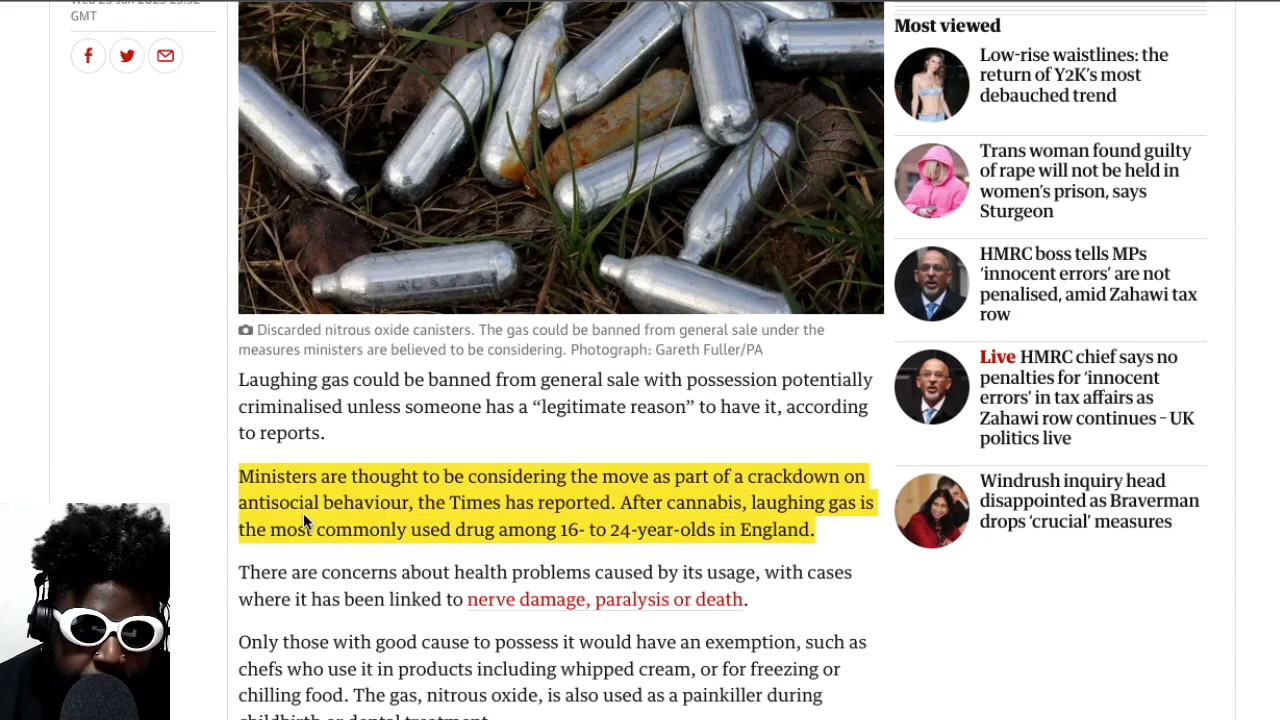 GMT
Discarded nitrous oxide canisters. The gas could be banned from general sale under the
measures ministers are believed to be considering. Photograph: Gareth Fuller/PA
Laughing gas could be banned from general sale with possession potentially
criminalised unless someone has a “legitimate reason” to have it, according
to reports.
Ministers are thought to be considering the move as part of a crackdown on
antisocial behaviour, the Times has reported. After cannabis, laughing gas is
the most commonly used drug among 16- to 24-year-olds in England.
There are concerns about health problems caused by its usage, with cases
where it has been linked to nerve damage, paralysis or death.
Only those with good cause to possess it would have an exemption, such as
chefs who use it in products including whipped cream, or for freezing or
chilling food. The gas, nitrous oxide, is also used as a painkiller during
childbirth or dental treatment.
Most viewed
Low-rise waistlines: the
return of Y2K’s most
debauched trend
Trans woman found guilty
of rape will not be held in
women’s prison, says
Sturgeon
HMRC boss tells MPs
‘innocent errors’ are not
penalised, amid Zahawi tax
row
Live HMRC chief says no
penalties for ‘innocent
errors’ in tax affairs as
Zahawi row continues – UK
politics live
Windrush inquiry head
disappointed as Braverman
drops ‘crucial’ measures